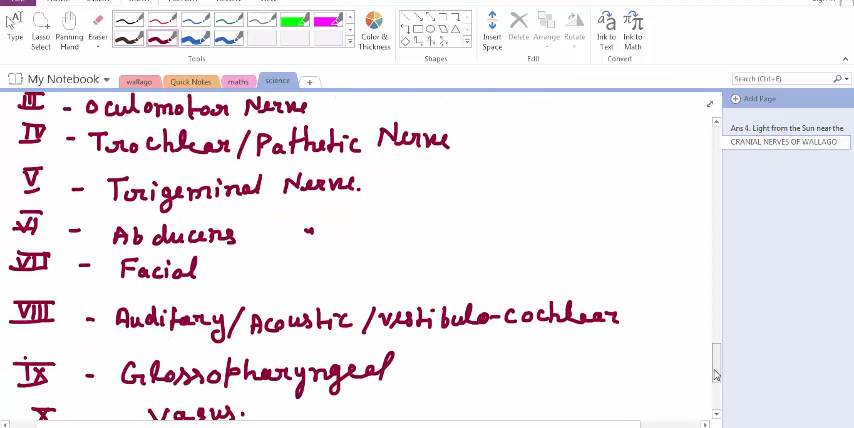 Type
Lasso Select
Panning Hand
Eraser
Color & Thickness
Insert Space
Delete
Arrange
Rotate
Ink to Text
Ink to Math
Tools
Shapes
Edit
Convert
My Notebook
wallago
Quick Notes
maths
science
Search (Ctrl+E)
Add Page
Ans 4. Light from the Sun near the
CRANIAL NERVES OF WALLAGO
III - Oculomotor Nerve
IV - Trochlear/Pathetic Nerve
V - Trigeminal Nerve.
VI - Abducens "
VII - Facial
VIII - Auditary/Acoustic/vestibulo-cochlear
ix - Glossopharyngeal
X Vagus.